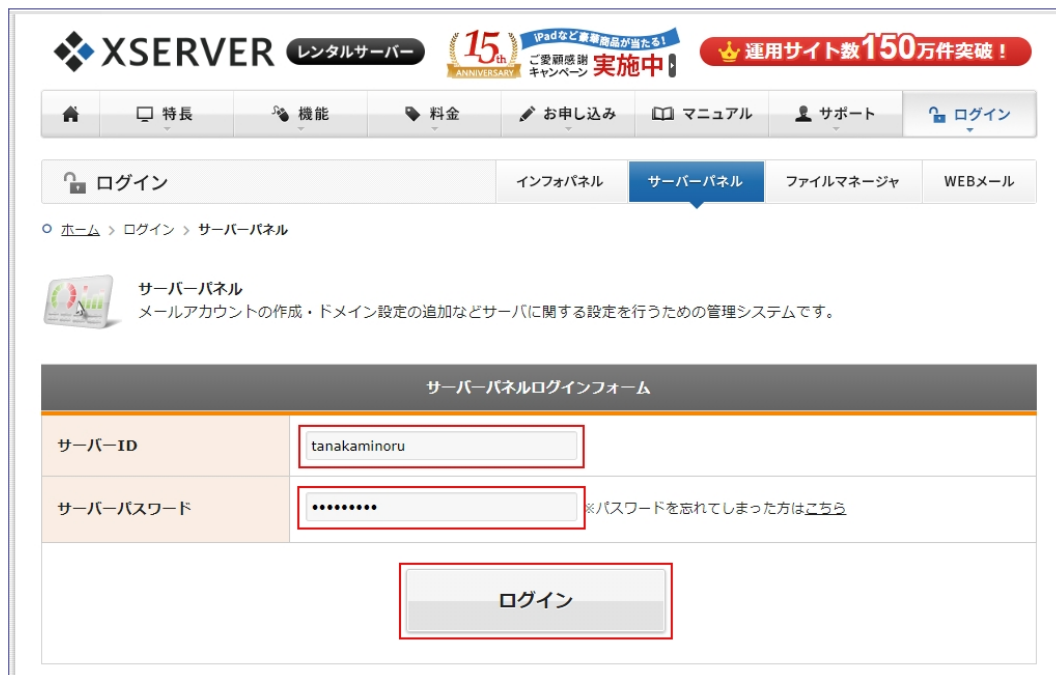 XSERVER レンタルサーバー
15th ANNIVERSARY
iPadなど豪華商品が当たる!
ご愛顧感謝
キャンペーン 実施中
運用サイト数150万件突破!
特長 機能 料金 お申し込み マニュアル サポート ログイン
ログイン インフォパネル サーバーパネル ファイルマネージャ WEBメール
ホーム > ログイン > サーバーパネル
サーバーパネル
メールアカウントの作成・ドメイン設定の追加などサーバに関する設定を行うための管理システムです。
サーバーパネルログインフォーム
サーバーID tanakaminoru
サーバーパスワード ••••••••• ※パスワードを忘れてしまった方はこちら
ログイン